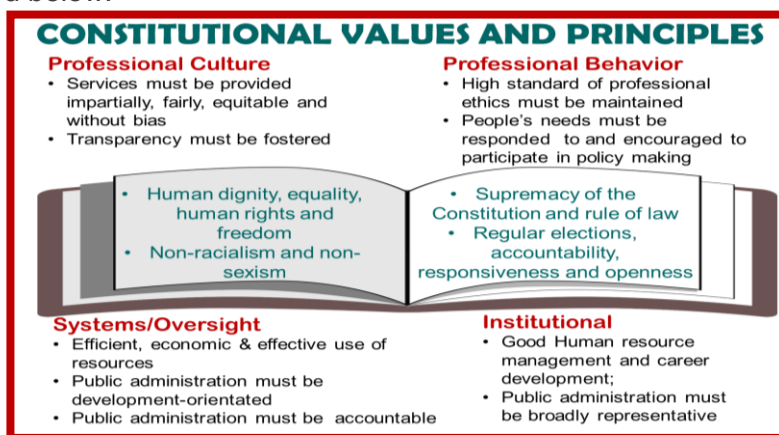 CONSTITUTIONAL VALUES AND PRINCIPLES
Professional Culture
• Services must be provided
impartially, fairly, equitable and
without bias
• Transparency must be fostered
Professional Behavior
• High standard of professional
ethics must be maintained
• People's needs must be
responded to and encouraged to
participate in policy making
• Human dignity, equality,
human rights and
freedom
• Non-racialism and non-
sexism
• Supremacy of the
Constitution and rule of law
• Regular elections,
accountability,
responsiveness and openness
Systems/Oversight
• Efficient, economic & effective use of
resources
• Public administration must be
development-orientated
• Public administration must be accountable
Institutional
• Good Human resource
management and career
development;
• Public administration must
be broadly representative